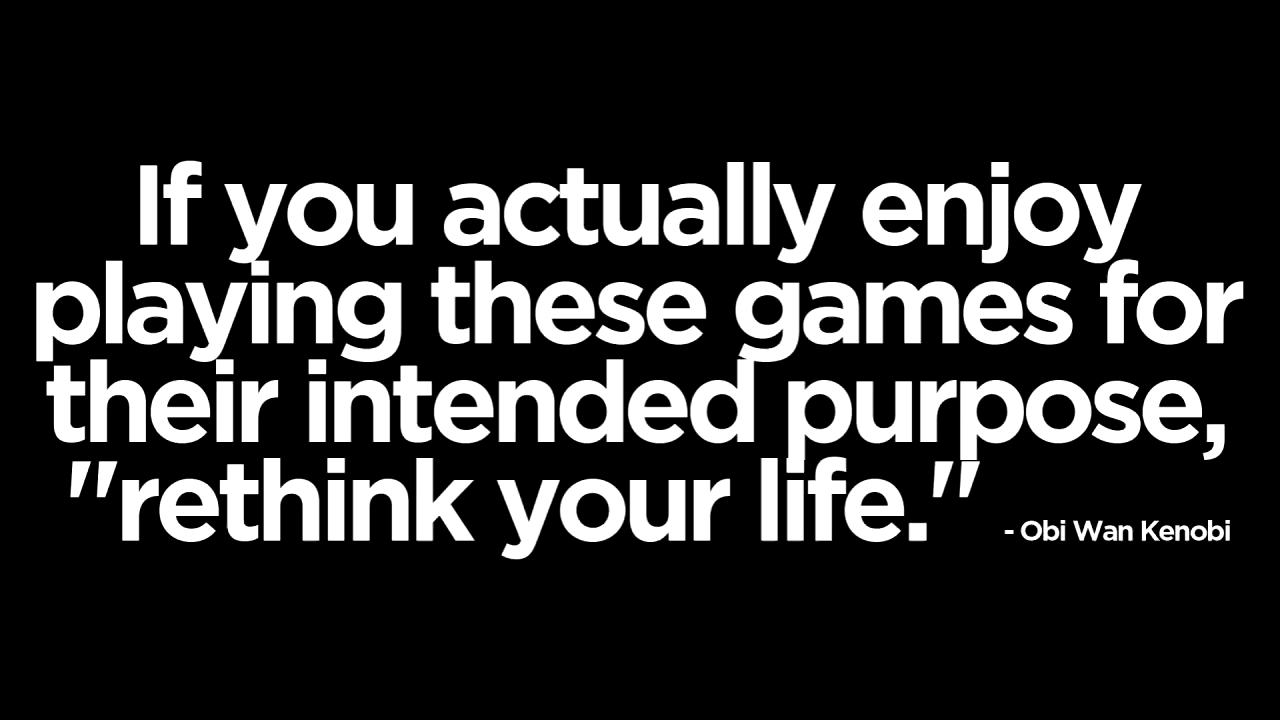 If you actually enjoy
playing these games for
their intended purpose,
"rethink your life."
- Obi Wan Kenobi